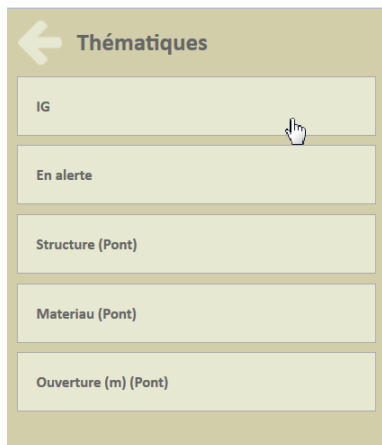 Thématiques
IG
En alerte
Structure (Pont)
Materiau (Pont)
Ouverture (m) (Pont)